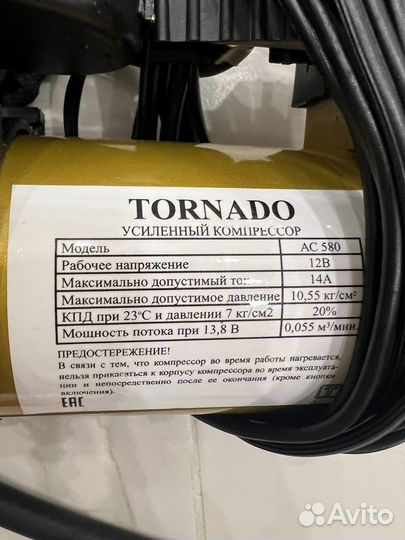 TORNADO
УСИЛЕННЫЙ КОМПРЕССОР
Модель AC 580
Рабочее напряжение 12В
Максимально допустимый ток 14А
Максимально допустимое давление 10,55 кг/см²
КПД при 23°С и давлении 7 кг/см2 20%
Мощность потока при 13,8 В 0,055 м³/мин.
ПРЕДОСТЕРЕЖЕНИЕ!
В связи с тем, что компрессор во время работы нагревается,
нельзя прикасаться к корпусу компрессора во время эксплуата-
ции и непосредственно после ее окончания (кроме кнопки
включения).
EAC
Avito